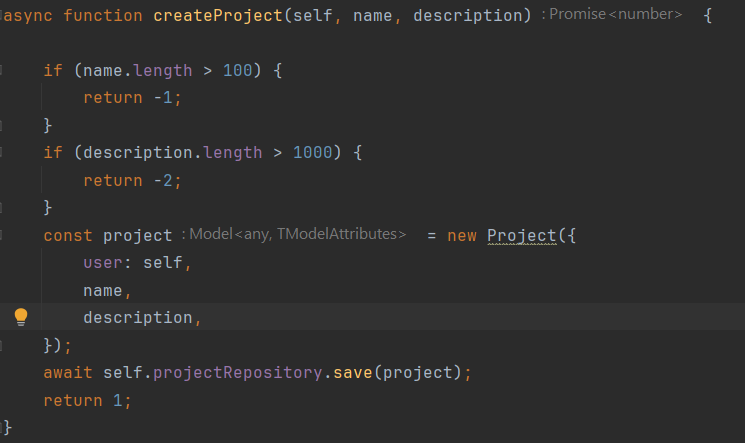 async function createProject(self, name, description) : Promise<number> {
if (name.length > 100) {
return -1;
}
if (description.length > 1000) {
return -2;
}
const project : Model<any, TModelAttributes> = new Project({
user: self,
name,
description,
});
await self.projectRepository.save(project);
return 1;
}